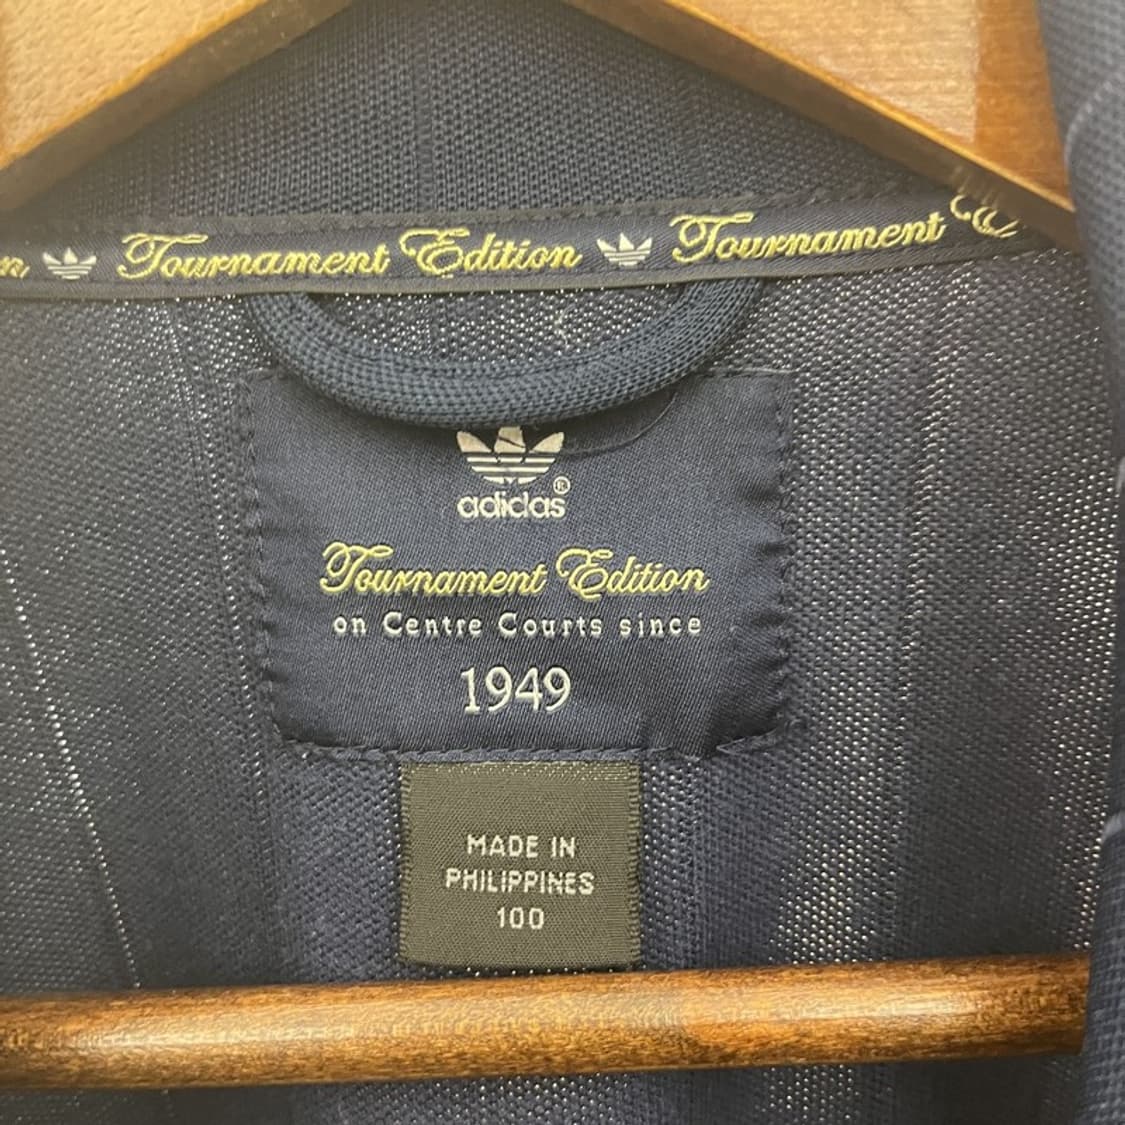 n Tournament Edition Tournament E
adidas®
Tournament Edition
on Centre Courts since
1949
MADE IN
PHILIPPINES
100